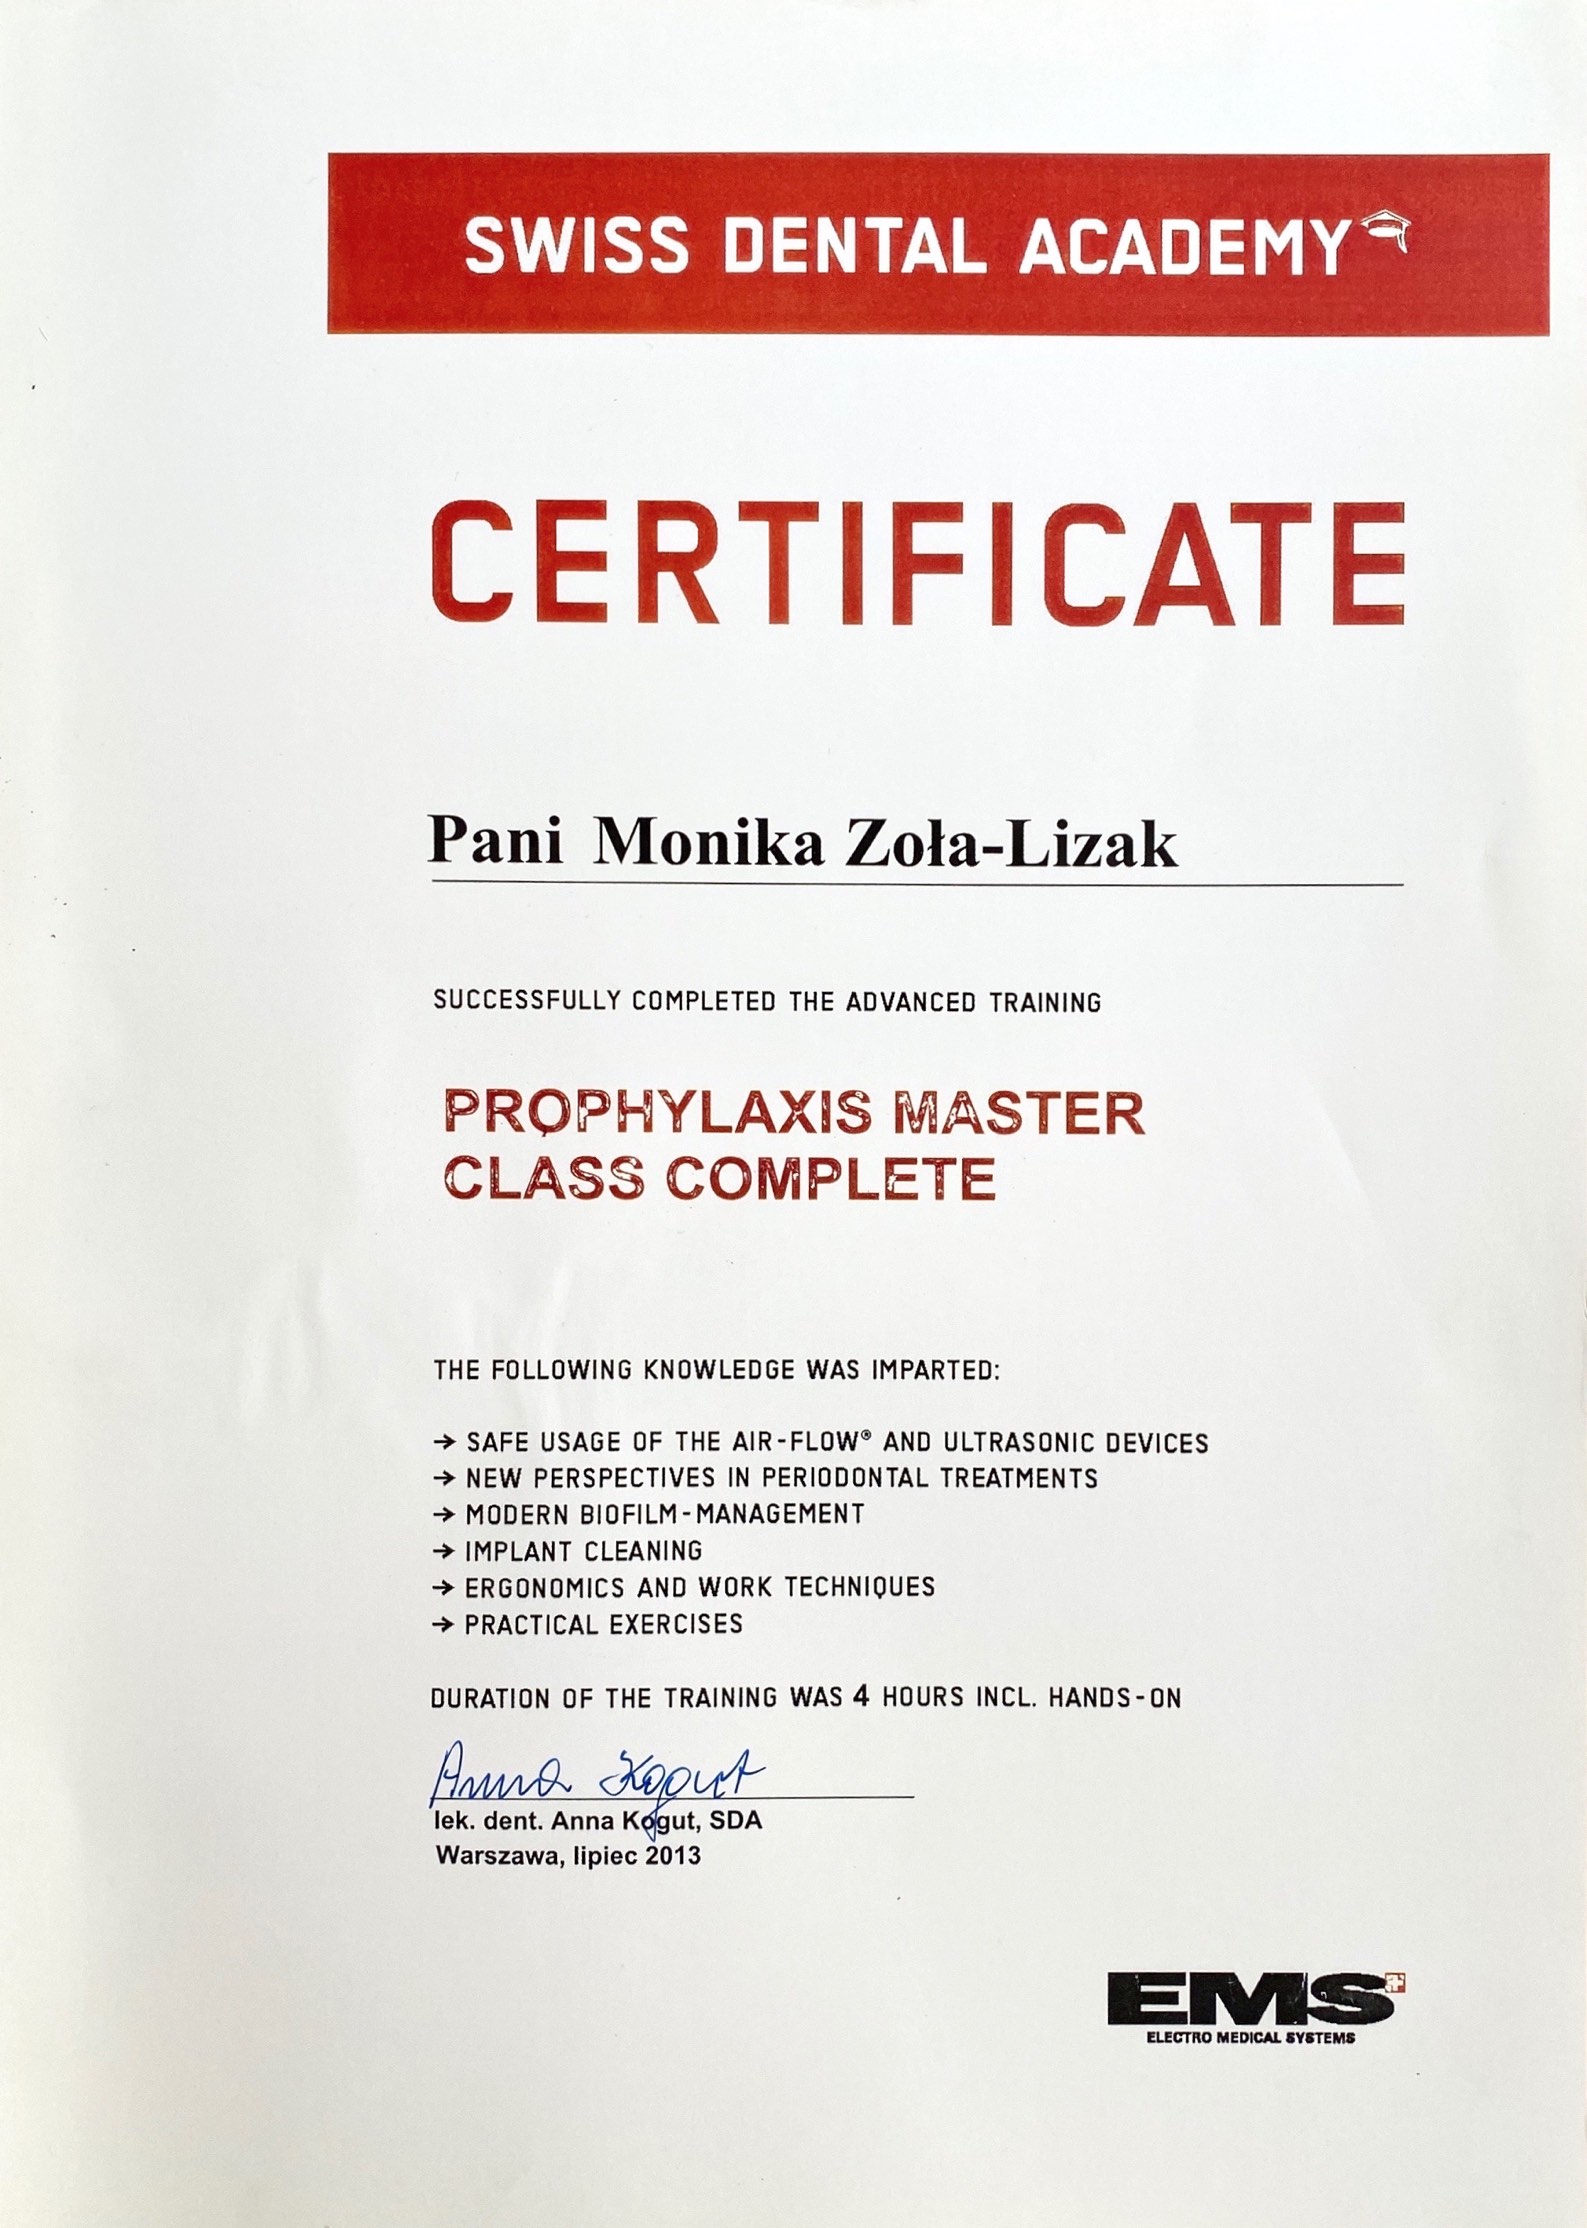 SWISS DENTAL ACADEMY
CERTIFICATE
Pani Monika Zoła-Lizak
SUCCESSFULLY COMPLETED THE ADVANCED TRAINING
PROPHYLAXIS MASTER
CLASS COMPLETE
THE FOLLOWING KNOWLEDGE WAS IMPARTED:
→ SAFE USAGE OF THE AIR-FLOW® AND ULTRASONIC DEVICES
→ NEW PERSPECTIVES IN PERIODONTAL TREATMENTS
→ MODERN BIOFILM-MANAGEMENT
→ IMPLANT CLEANING
→ ERGONOMICS AND WORK TECHNIQUES
→ PRACTICAL EXERCISES
DURATION OF THE TRAINING WAS 4 HOURS INCL. HANDS-ON
Anna Kogut
lek. dent. Anna Kogut, SDA
Warszawa, lipiec 2013
EMS
ELECTRO MEDICAL SYSTEMS